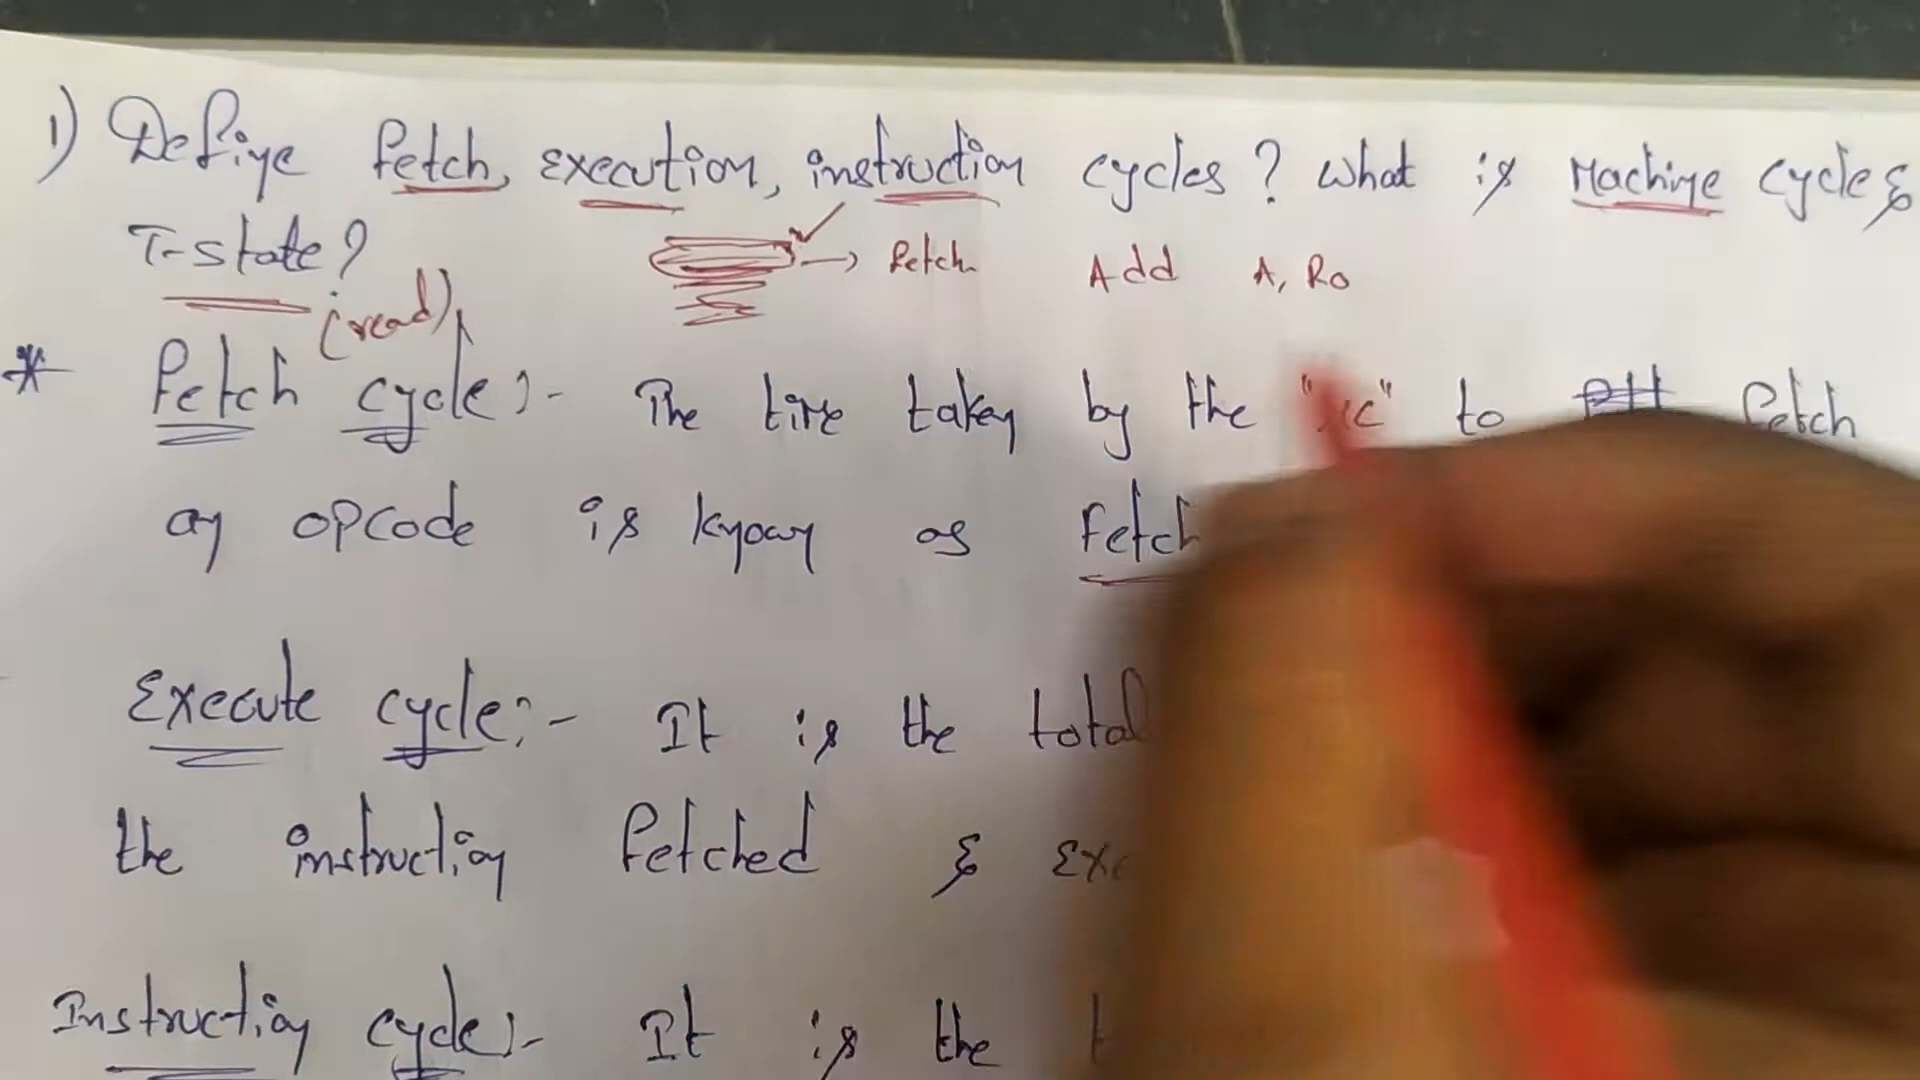 1) Define fetch, execution, instruction cycles? What is Machine cycle &
T-state?
→ fetch Add A, R0
(read)
* Fetch cycle:- The time taken by the to fetch
an opcode is known as Fetch
Execute cycle:- It is the total
the instruction fetched &
Instruction cycle:- It is the